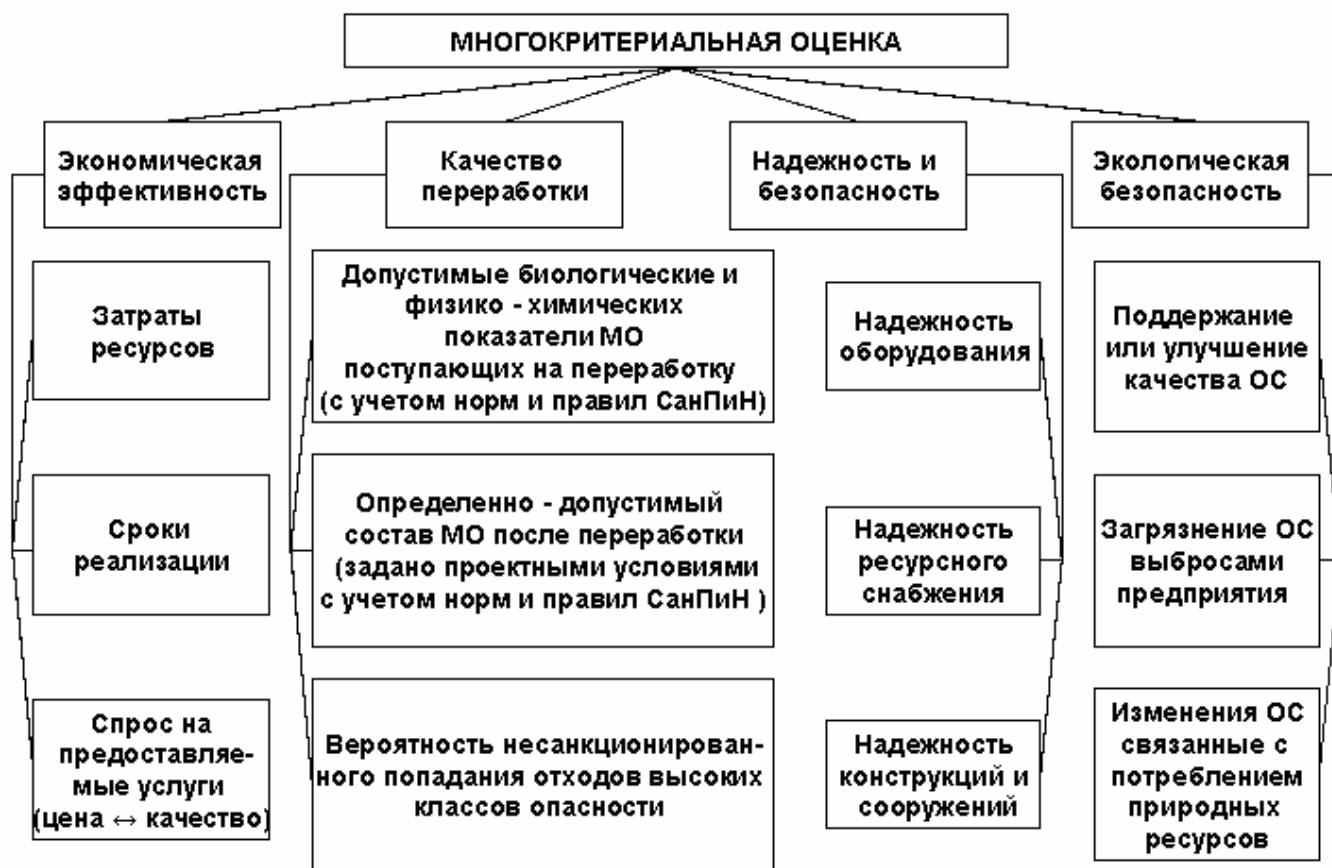 МНОГОКРИТЕРИАЛЬНАЯ ОЦЕНКА
Экономическая
эффективность
Качество
переработки
Надежность и
безопасность
Экологическая
безопасность
Затраты
ресурсов
Сроки
реализации
Спрос на
предоставляе-
мые услуги
(цена ↔ качество)
Допустимые биологические и
физико - химических
показатели МО
поступающих на переработку
(с учетом норм и правил СанПиН)
Определенно - допустимый
состав МО после переработки
(задано проектными условиями
с учетом норм и правил СанПиН )
Вероятность несанкционирован-
ного попадания отходов высоких
классов опасности
Надежность
оборудования
Надежность
ресурсного
снабжения
Надежность
конструкций и
сооружений
Поддержание
или улучшение
качества ОС
Загрязнение ОС
выбросами
предприятия
Изменения ОС
связанные с
потреблением
природных
ресурсов